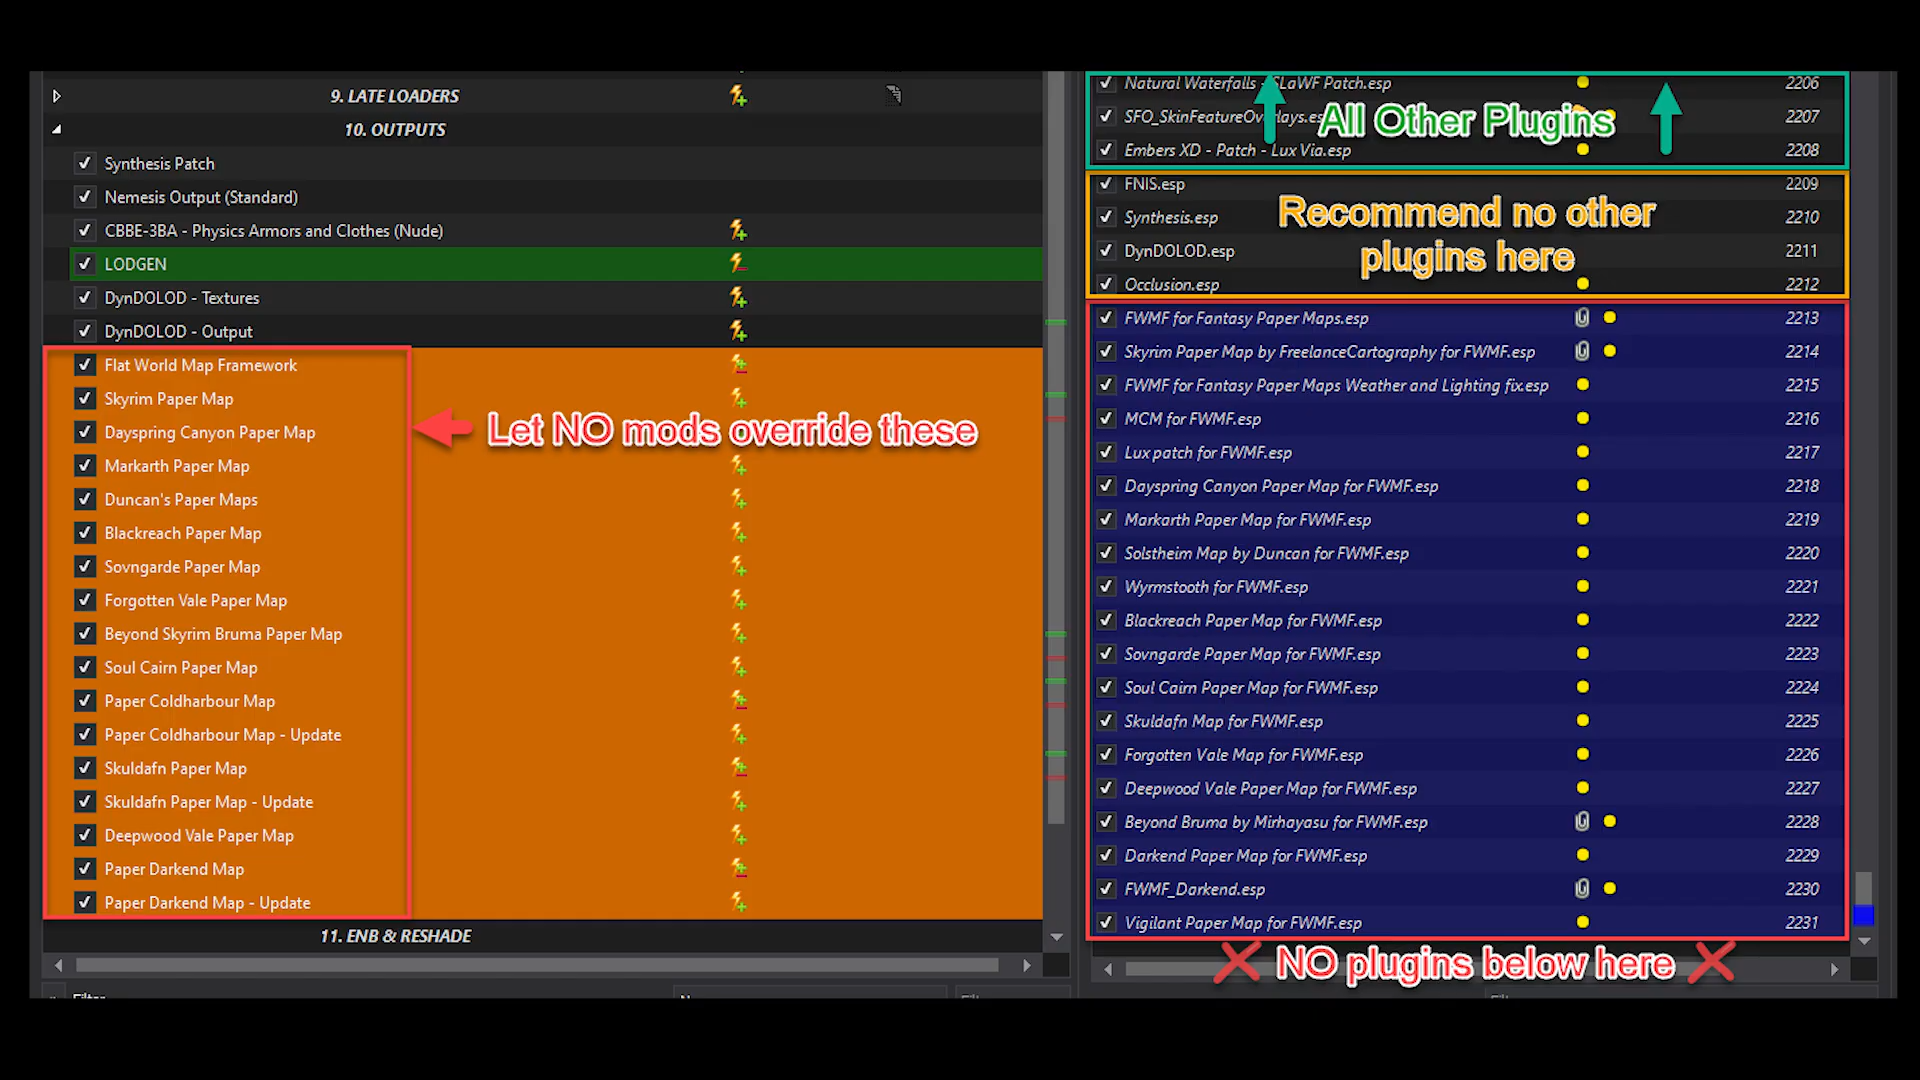 9. LATE LOADERS
10. OUTPUTS
Synthesis Patch
Nemesis Output (Standard)
CBBE-3BA - Physics Armors and Clothes (Nude)
LODGEN
DynDOLOD - Textures
DynDOLOD - Output
Flat World Map Framework
Skyrim Paper Map
Dayspring Canyon Paper Map
Markarth Paper Map
Duncan's Paper Maps
Blackreach Paper Map
Sovngarde Paper Map
Forgotten Vale Paper Map
Beyond Skyrim Bruma Paper Map
Soul Cairn Paper Map
Paper Coldharbour Map
Paper Coldharbour Map - Update
Skuldafn Paper Map
Skuldafn Paper Map - Update
Deepwood Vale Paper Map
Paper Darkend Map
Paper Darkend Map - Update
11. ENB & RESHADE
Let NO mods override these
Natural Waterfalls - CLaWF Patch.esp 2206
SFO_SkinFeatureOverlays.esp 2207
Embers XD - Patch - Lux Via.esp 2208
All Other Plugins
FNIS.esp 2209
Synthesis.esp 2210
DynDOLOD.esp 2211
Occlusion.esp 2212
Recommend no other
plugins here
FWMF for Fantasy Paper Maps.esp 2213
Skyrim Paper Map by FreelanceCartography for FWMF.esp 2214
FWMF for Fantasy Paper Maps Weather and Lighting fix.esp 2215
MCM for FWMF.esp 2216
Lux patch for FWMF.esp 2217
Dayspring Canyon Paper Map for FWMF.esp 2218
Markarth Paper Map for FWMF.esp 2219
Solstheim Map by Duncan for FWMF.esp 2220
Wyrmstooth for FWMF.esp 2221
Blackreach Paper Map for FWMF.esp 2222
Sovngarde Paper Map for FWMF.esp 2223
Soul Cairn Paper Map for FWMF.esp 2224
Skuldafn Map for FWMF.esp 2225
Forgotten Vale Map for FWMF.esp 2226
Deepwood Vale Paper Map for FWMF.esp 2227
Beyond Bruma by Mirhayasu for FWMF.esp 2228
Darkend Paper Map for FWMF.esp 2229
FWMF_Darkend.esp 2230
Vigilant Paper Map for FWMF.esp 2231
NO plugins below here